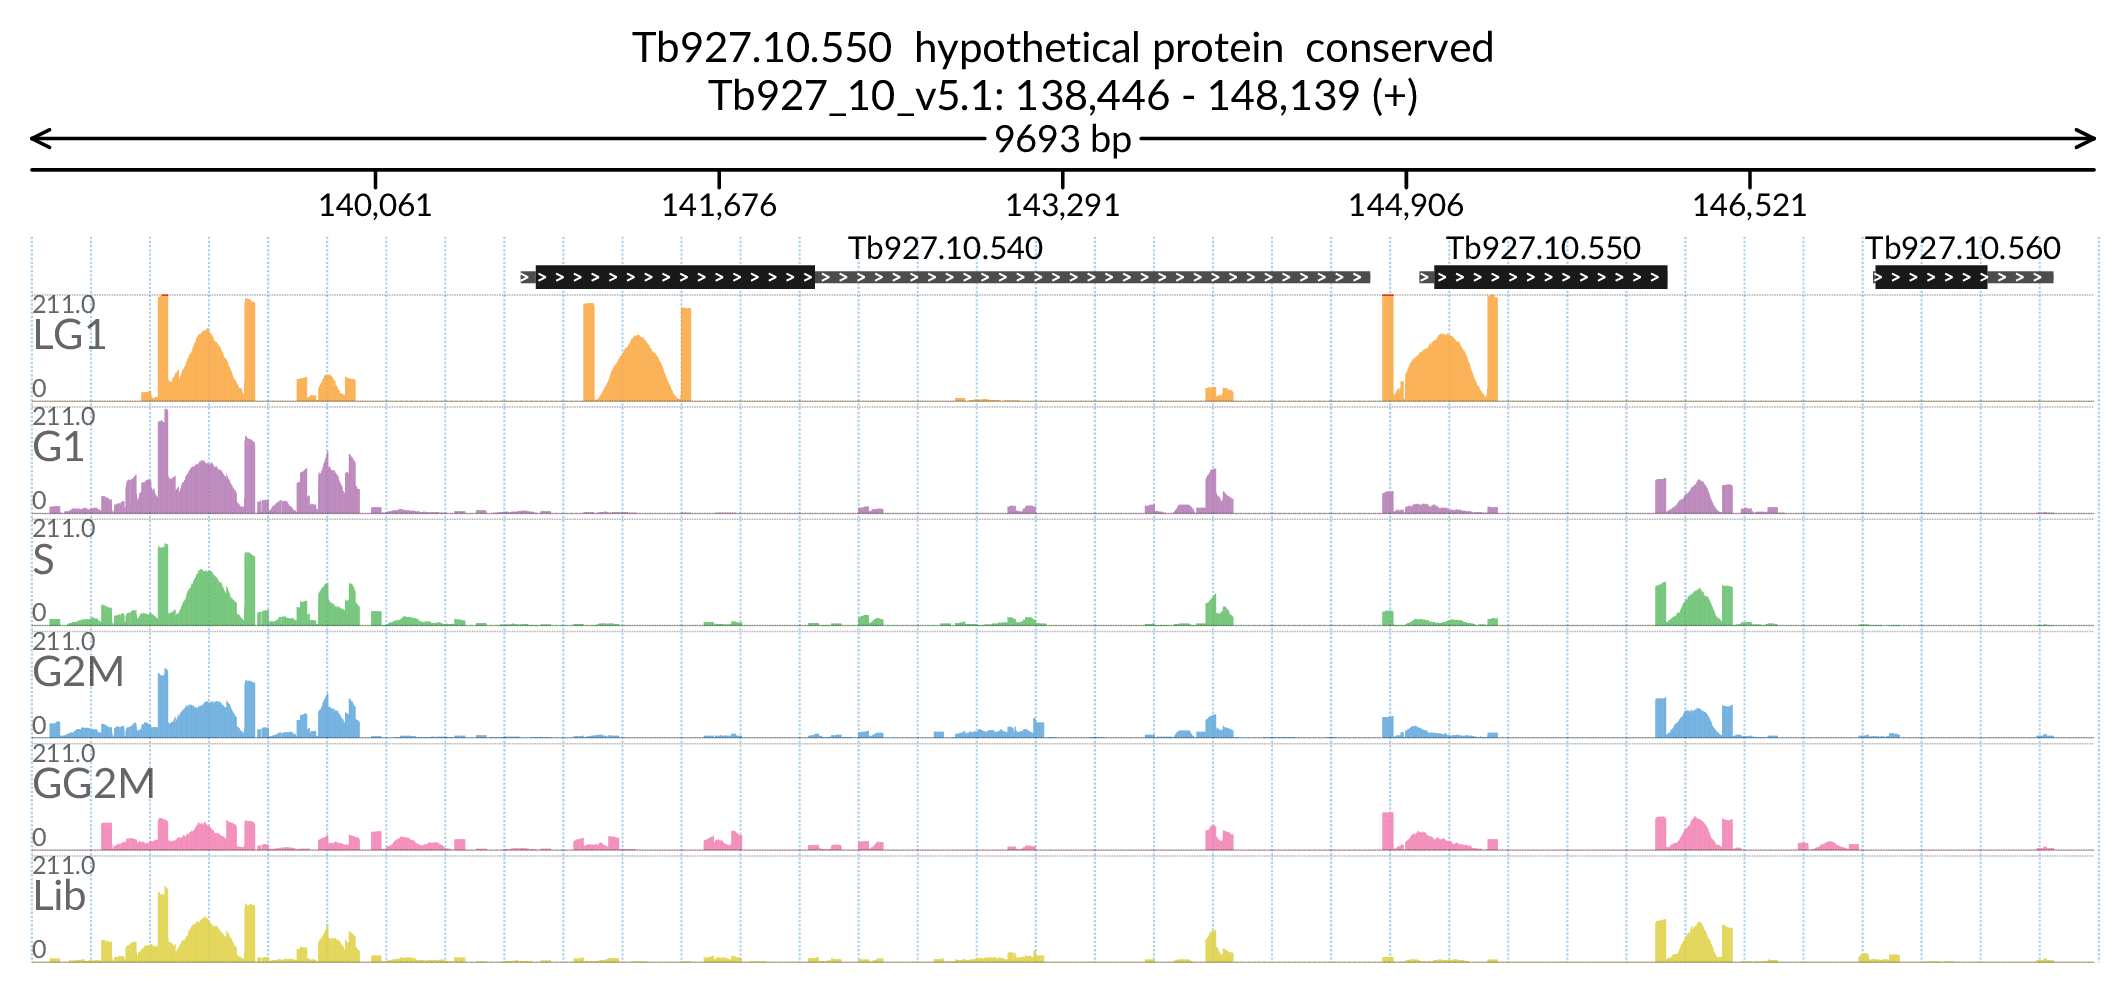 Tb927.10.550  hypothetical protein  conserved
Tb927_10_v5.1: 138,446 - 148,139 (+)
9693 bp
140,061 141,676 143,291 144,906 146,521
Tb927.10.540 Tb927.10.550 Tb927.10.560
211.0
LG1
0
211.0
G1
0
211.0
S
0
211.0
G2M
0
211.0
GG2M
0
211.0
Lib
0